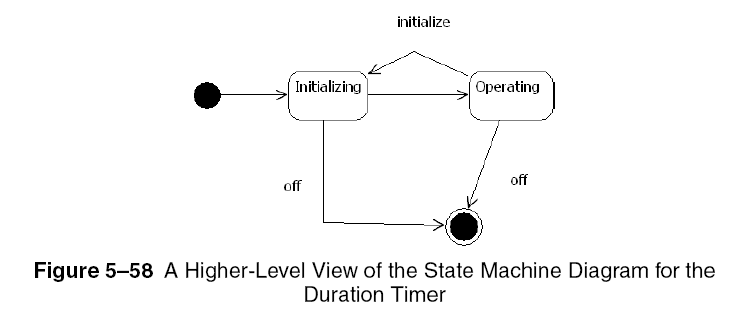 initialize
Initializing
Operating
off
off
Figure 5–58 A Higher-Level View of the State Machine Diagram for the
Duration Timer